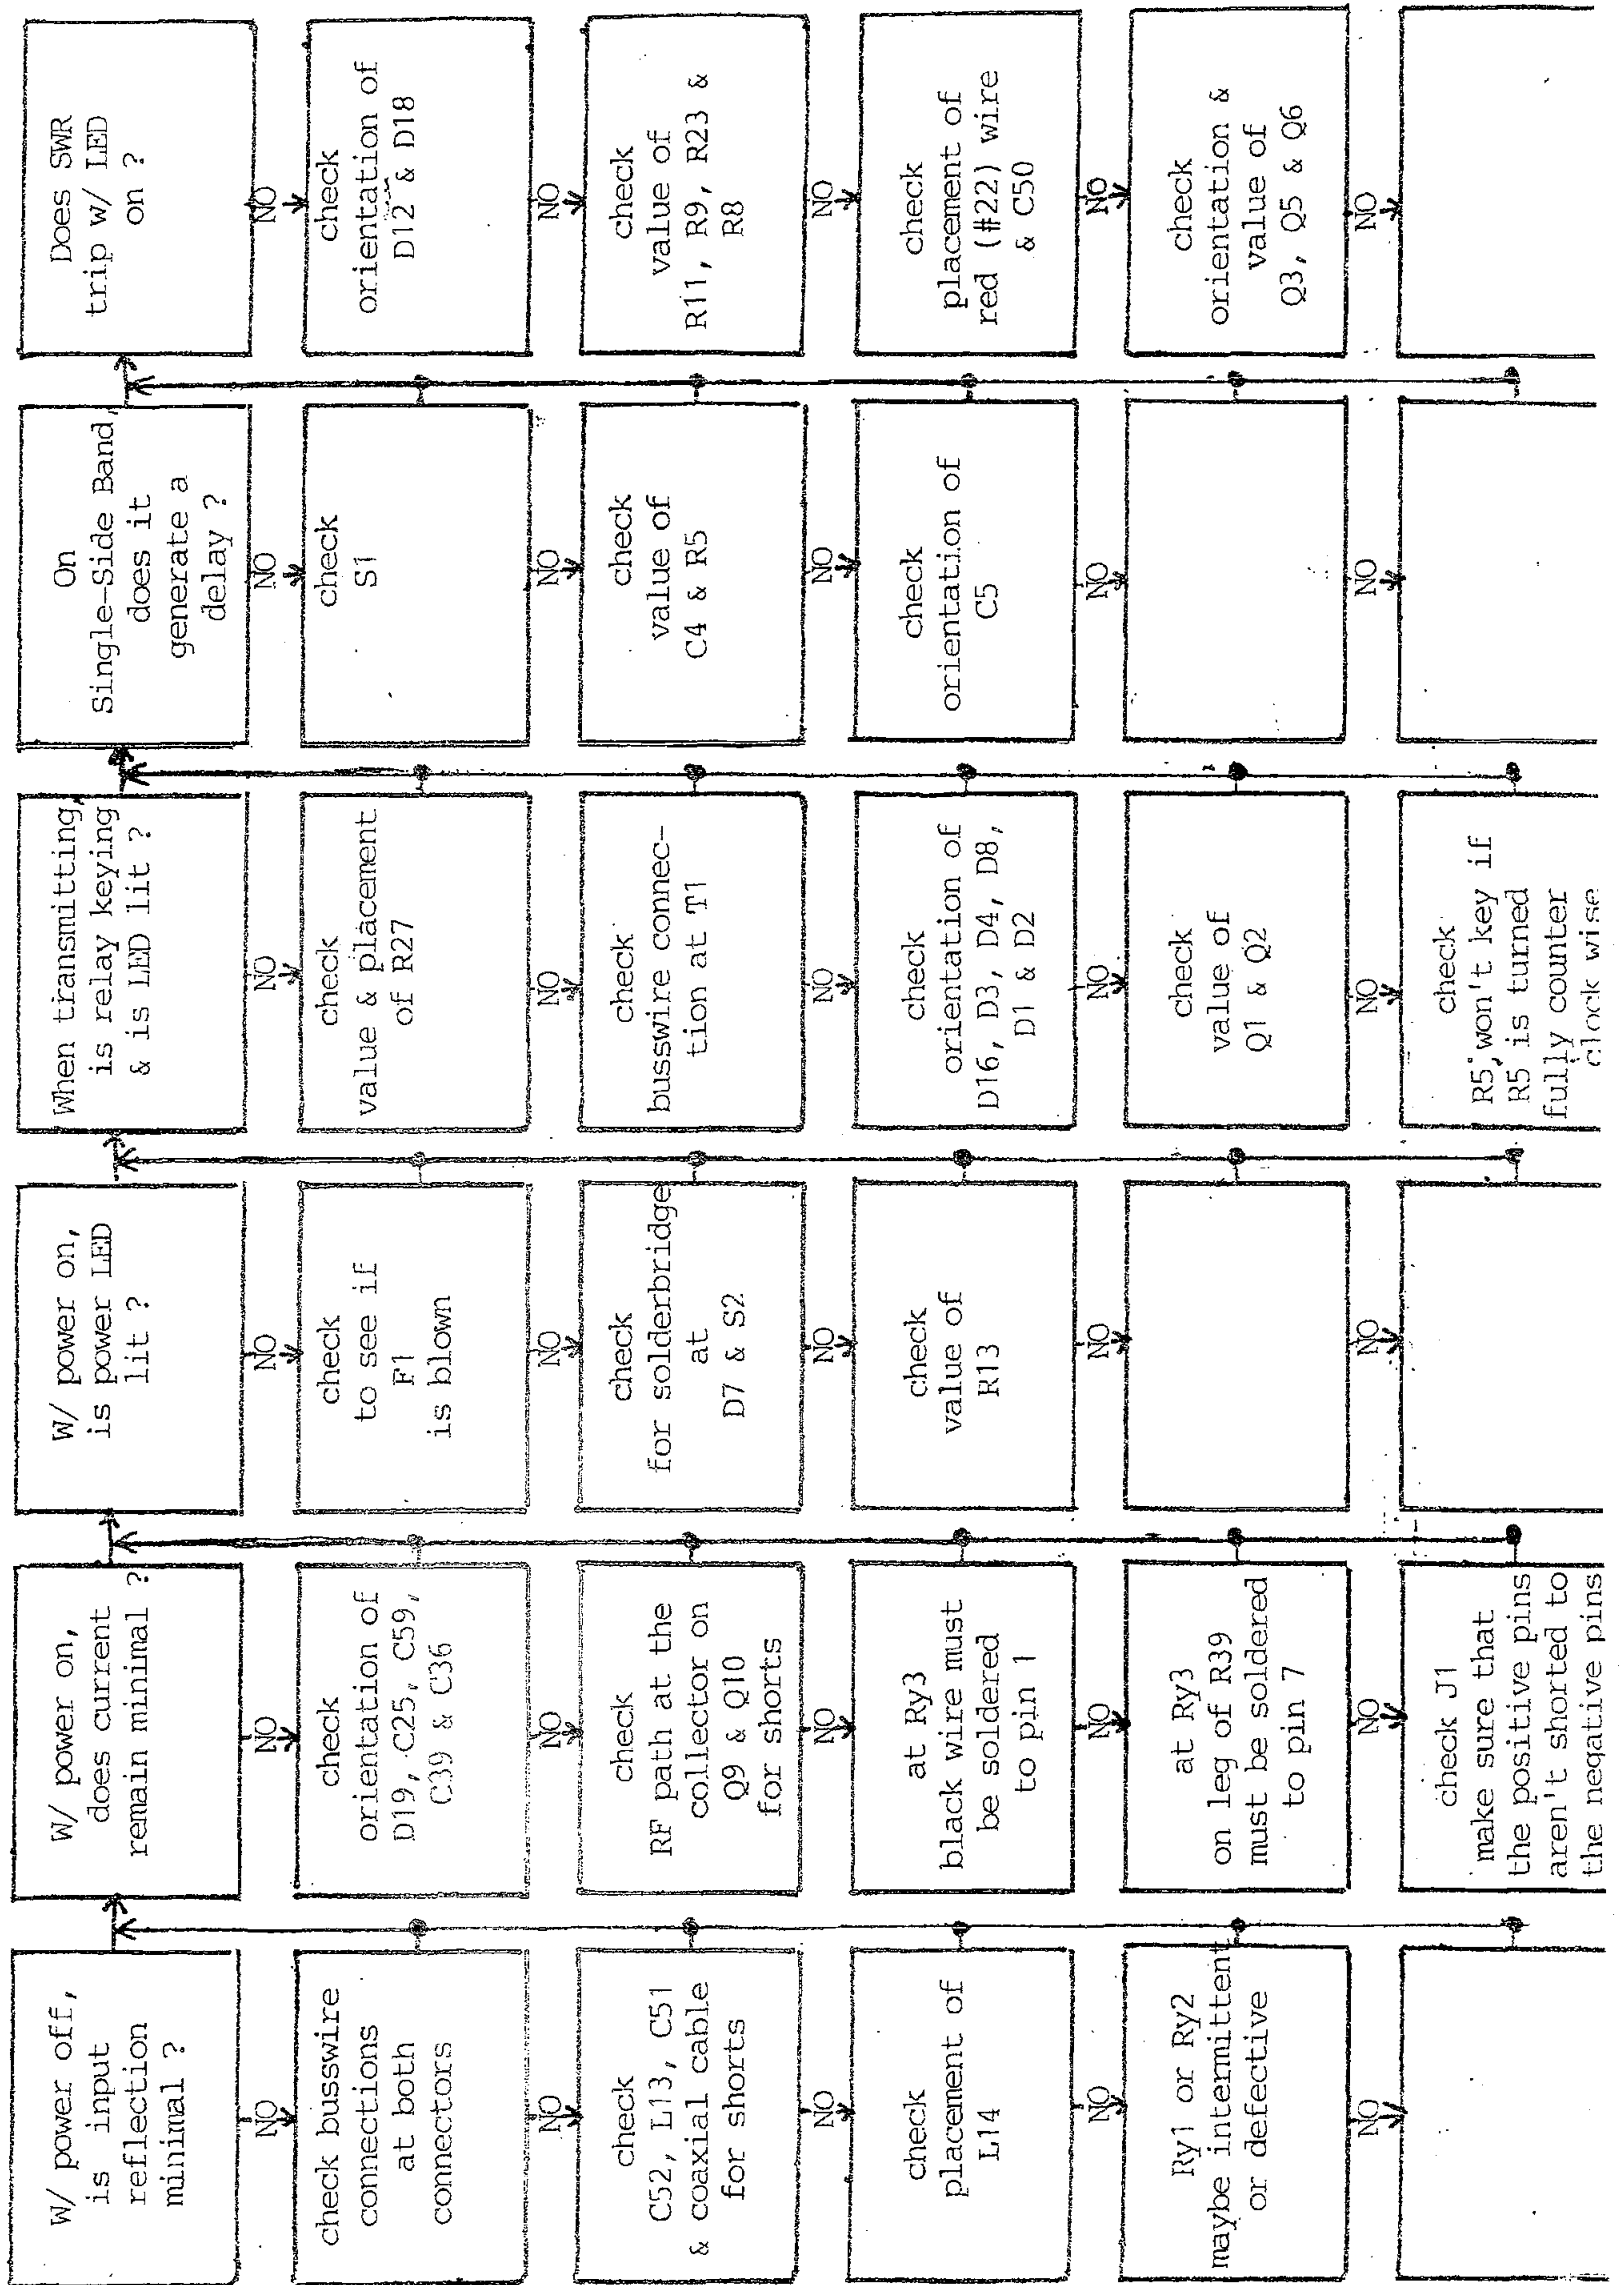 W/ power off,
is input
reflection
minimal ?
NO
check busswire
connections
at both
connectors
NO
check
C52, L13, C51
& coaxial cable
for shorts
NO
check
placement of
L14
NO
Ry1 or Ry2
maybe intermittent
or defective
NO
W/ power on,
does current
remain minimal ?
NO
check
orientation of
D19, C25, C59,
C39 & C36
NO
check
RF path at the
collector on
Q9 & Q10
for shorts
NO
at Ry3
black wire must
be soldered
to pin 1
NO
at Ry3
on leg of R39
must be soldered
to pin 7
NO
check J1
make sure that
the positive pins
aren't shorted to
the negative pins
W/ power on,
is power LED
lit ?
NO
check
to see if
F1
is blown
NO
check
for solderbridge
at
D7 & S2
NO
check
value of
R13
NO
NO
When transmitting,
is relay keying
& is LED lit ?
NO
check
value & placement
of R27
NO
check
busswire connec-
tion at T1
NO
check
orientation of
D16, D3, D4, D8,
D1 & D2
NO
check
value of
Q1 & Q2
NO
check
R5; won't key if
R5 is turned
fully counter
clock wise
On
Single-Side Band,
does it
generate a
delay ?
NO
check
S1
NO
check
value of
C4 & R5
NO
check
orientation of
C5
NO
NO
Does SWR
trip w/ LED
on ?
NO
check
orientation of
D12 & D18
NO
check
value of
R11, R9, R23 &
R8
NO
check
placement of
red (#22) wire
& C50
NO
check
orientation &
value of
Q3, Q5 & Q6
NO